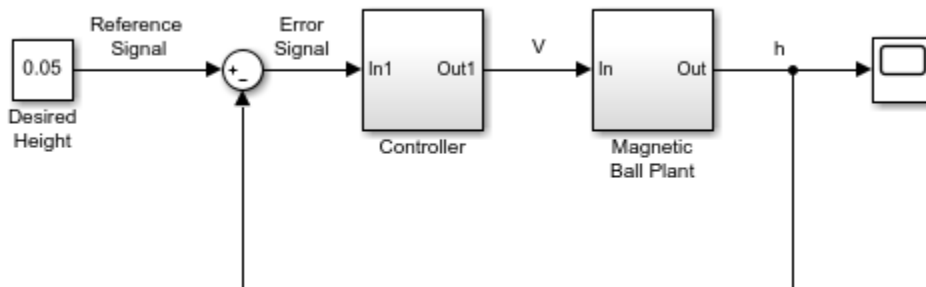 Reference
Signal
Error
Signal
0.05
+
-
In1
Out1
V
In
Out
h
Desired
Height
Controller
Magnetic
Ball Plant